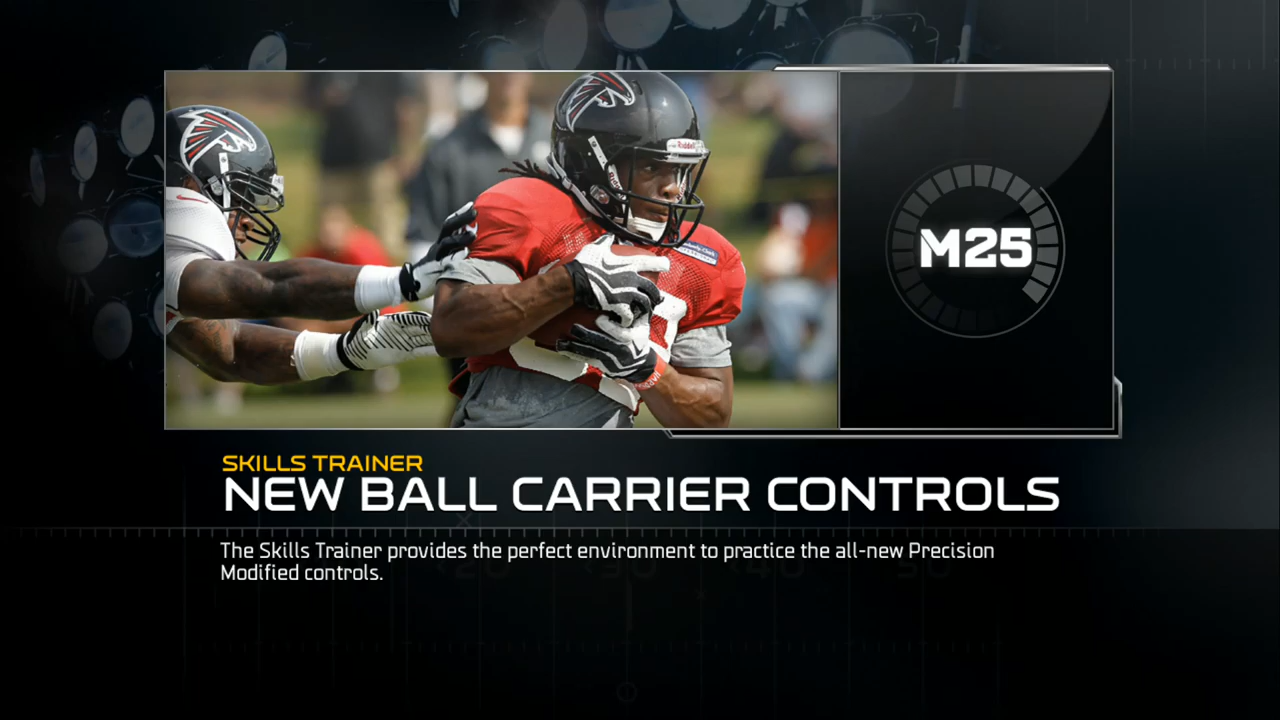 Riddell
M25
SKILLS TRAINER
NEW BALL CARRIER CONTROLS
The Skills Trainer provides the perfect environment to practice the all-new Precision
Modified controls.